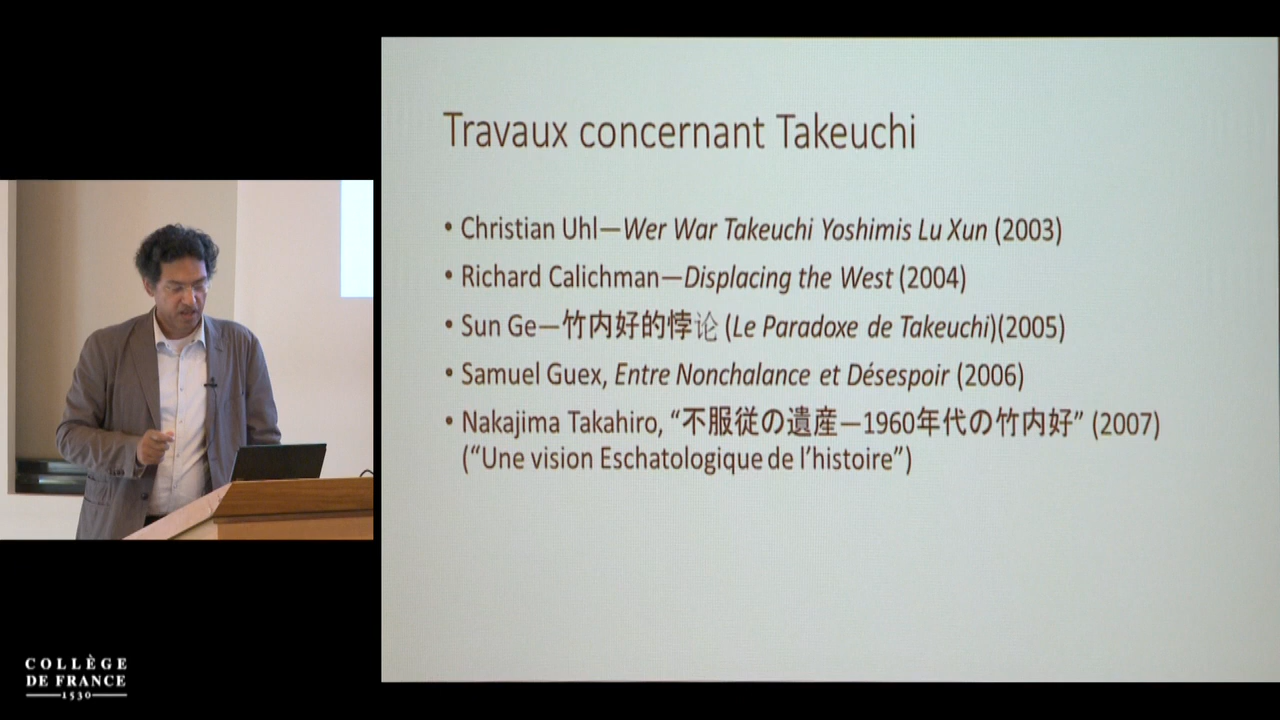 Travaux concernant Takeuchi
• Christian Uhl—Wer War Takeuchi Yoshimis Lu Xun (2003)
• Richard Calichman—Displacing the West (2004)
• Sun Ge—竹内好的悖论 (Le Paradoxe de Takeuchi)(2005)
• Samuel Guex, Entre Nonchalance et Désespoir (2006)
• Nakajima Takahiro, “不服従の遺産—1960年代の竹内好” (2007)
(“Une vision Eschatologique de l’histoire”)
COLLÈGE
DE FRANCE
1530